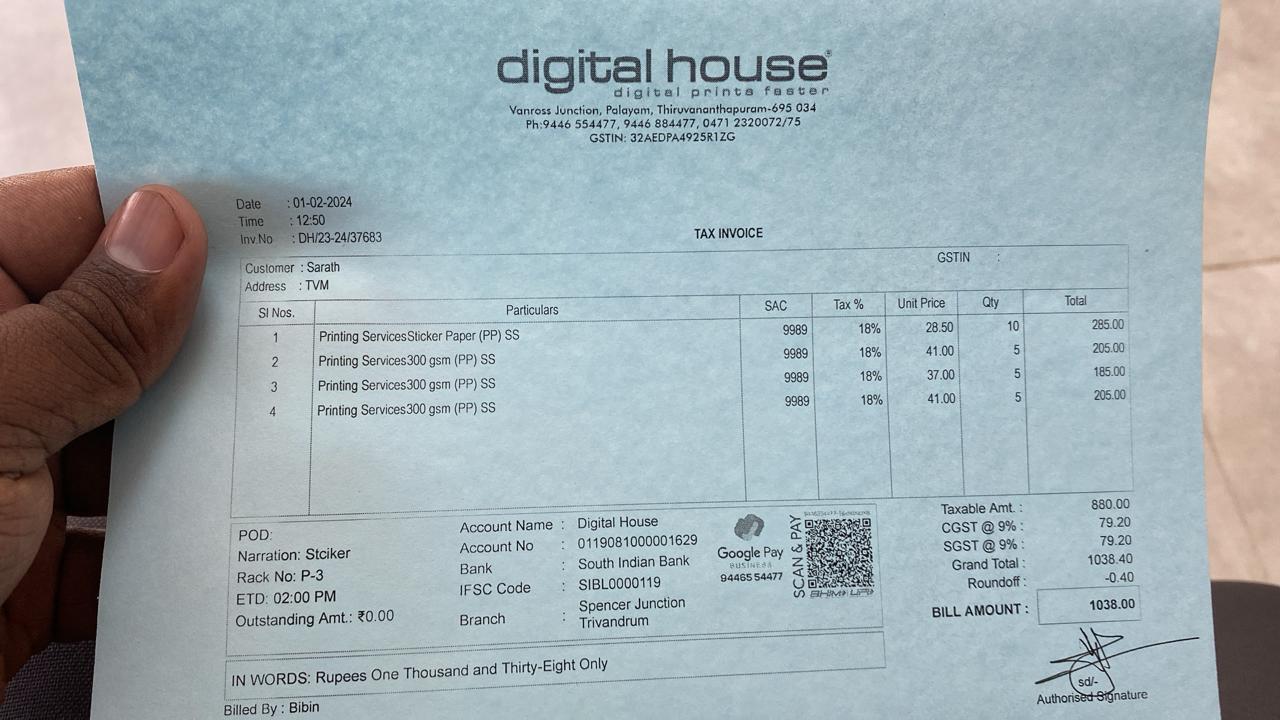 digital house®
digital prints faster
Vanross Junction, Palayam, Thiruvananthapuram-695 034
Ph:9446 554477, 9446 884477, 0471 2320072/75
GSTIN: 32AEDPA4925R1ZG
Date : 01-02-2024
Time : 12:50
Inv.No : DH/23-24/37683
TAX INVOICE
Customer : Sarath GSTIN :
Address : TVM
Sl Nos. Particulars SAC Tax % Unit Price Qty Total
1 Printing ServicesSticker Paper (PP) SS 9989 18% 28.50 10 285.00
2 Printing Services300 gsm (PP) SS 9989 18% 41.00 5 205.00
3 Printing Services300 gsm (PP) SS 9989 18% 37.00 5 185.00
4 Printing Services300 gsm (PP) SS 9989 18% 41.00 5 205.00
POD:
Narration: Stciker
Rack No: P-3
ETD: 02:00 PM
Outstanding Amt.: ₹0.00
Account Name : Digital House
Account No : 0119081000001629
Bank : South Indian Bank
IFSC Code : SIBL0000119
Branch : Spencer Junction
Trivandrum
Google Pay
BUSINESS
94465 54477
SCAN & PAY
BHIM UPI
Taxable Amt. : 880.00
CGST @ 9% : 79.20
SGST @ 9% : 79.20
Grand Total : 1038.40
Roundoff : -0.40
BILL AMOUNT : 1038.00
IN WORDS: Rupees One Thousand and Thirty-Eight Only
sd/-
Authorised Signature
Billed By : Bibin